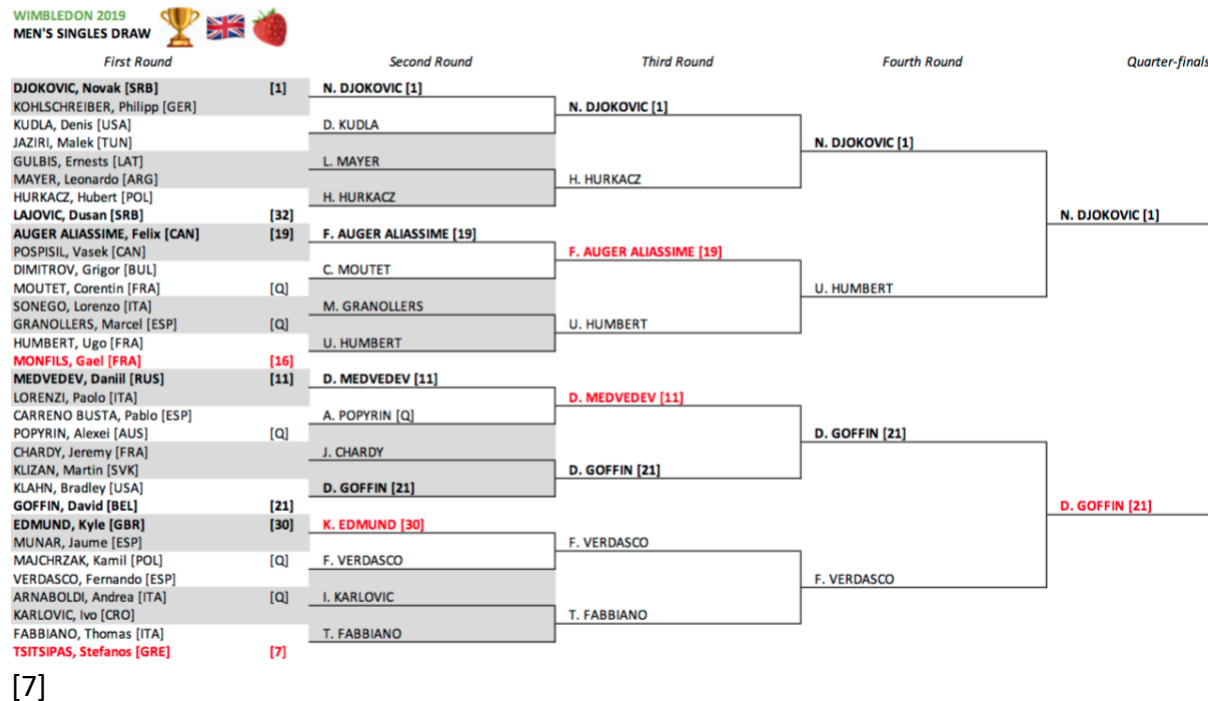 WIMBLEDON 2019
MEN'S SINGLES DRAW
First Round Second Round Third Round Fourth Round Quarter-finals
DJOKOVIC, Novak [SRB] [1]
KOHLSCHREIBER, Philipp [GER]
KUDLA, Denis [USA]
JAZIRI, Malek [TUN]
GULBIS, Ernests [LAT]
MAYER, Leonardo [ARG]
HURKACZ, Hubert [POL]
LAJOVIC, Dusan [SRB] [32]
AUGER ALIASSIME, Felix [CAN] [19]
POSPISIL, Vasek [CAN]
DIMITROV, Grigor [BUL]
MOUTET, Corentin [FRA] [Q]
SONEGO, Lorenzo [ITA]
GRANOLLERS, Marcel [ESP] [Q]
HUMBERT, Ugo [FRA]
MONFILS, Gael [FRA] [16]
MEDVEDEV, Daniil [RUS] [11]
LORENZI, Paolo [ITA]
CARRENO BUSTA, Pablo [ESP]
POPYRIN, Alexei [AUS] [Q]
CHARDY, Jeremy [FRA]
KLIZAN, Martin [SVK]
KLAHN, Bradley [USA]
GOFFIN, David [BEL] [21]
EDMUND, Kyle [GBR] [30]
MUNAR, Jaume [ESP]
MAJCHRZAK, Kamil [POL] [Q]
VERDASCO, Fernando [ESP]
ARNABOLDI, Andrea [ITA] [Q]
KARLOVIC, Ivo [CRO]
FABBIANO, Thomas [ITA]
TSITSIPAS, Stefanos [GRE] [7]
N. DJOKOVIC [1]
D. KUDLA
L. MAYER
H. HURKACZ
F. AUGER ALIASSIME [19]
C. MOUTET
M. GRANOLLERS
U. HUMBERT
D. MEDVEDEV [11]
A. POPYRIN [Q]
J. CHARDY
D. GOFFIN [21]
K. EDMUND [30]
F. VERDASCO
I. KARLOVIC
T. FABBIANO
N. DJOKOVIC [1]
H. HURKACZ
F. AUGER ALIASSIME [19]
U. HUMBERT
D. MEDVEDEV [11]
D. GOFFIN [21]
F. VERDASCO
T. FABBIANO
N. DJOKOVIC [1]
U. HUMBERT
D. GOFFIN [21]
F. VERDASCO
N. DJOKOVIC [1]
D. GOFFIN [21]
[7]